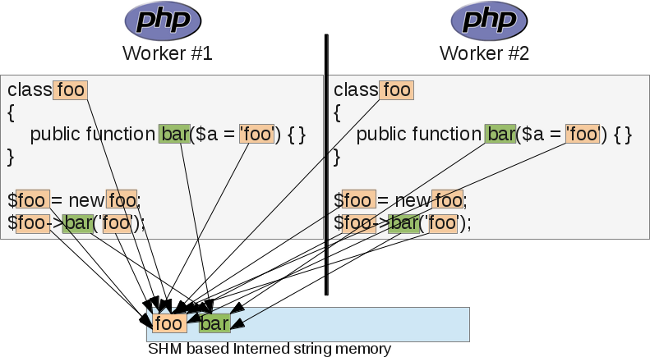 php
Worker #1
class foo
{
public function bar($a = 'foo') {}
}
$foo = new foo;
$foo->bar('foo');
php
Worker #2
class foo
{
public function bar($a = 'foo') {}
}
$foo = new foo;
$foo->bar('foo');
foo bar
SHM based Interned string memory